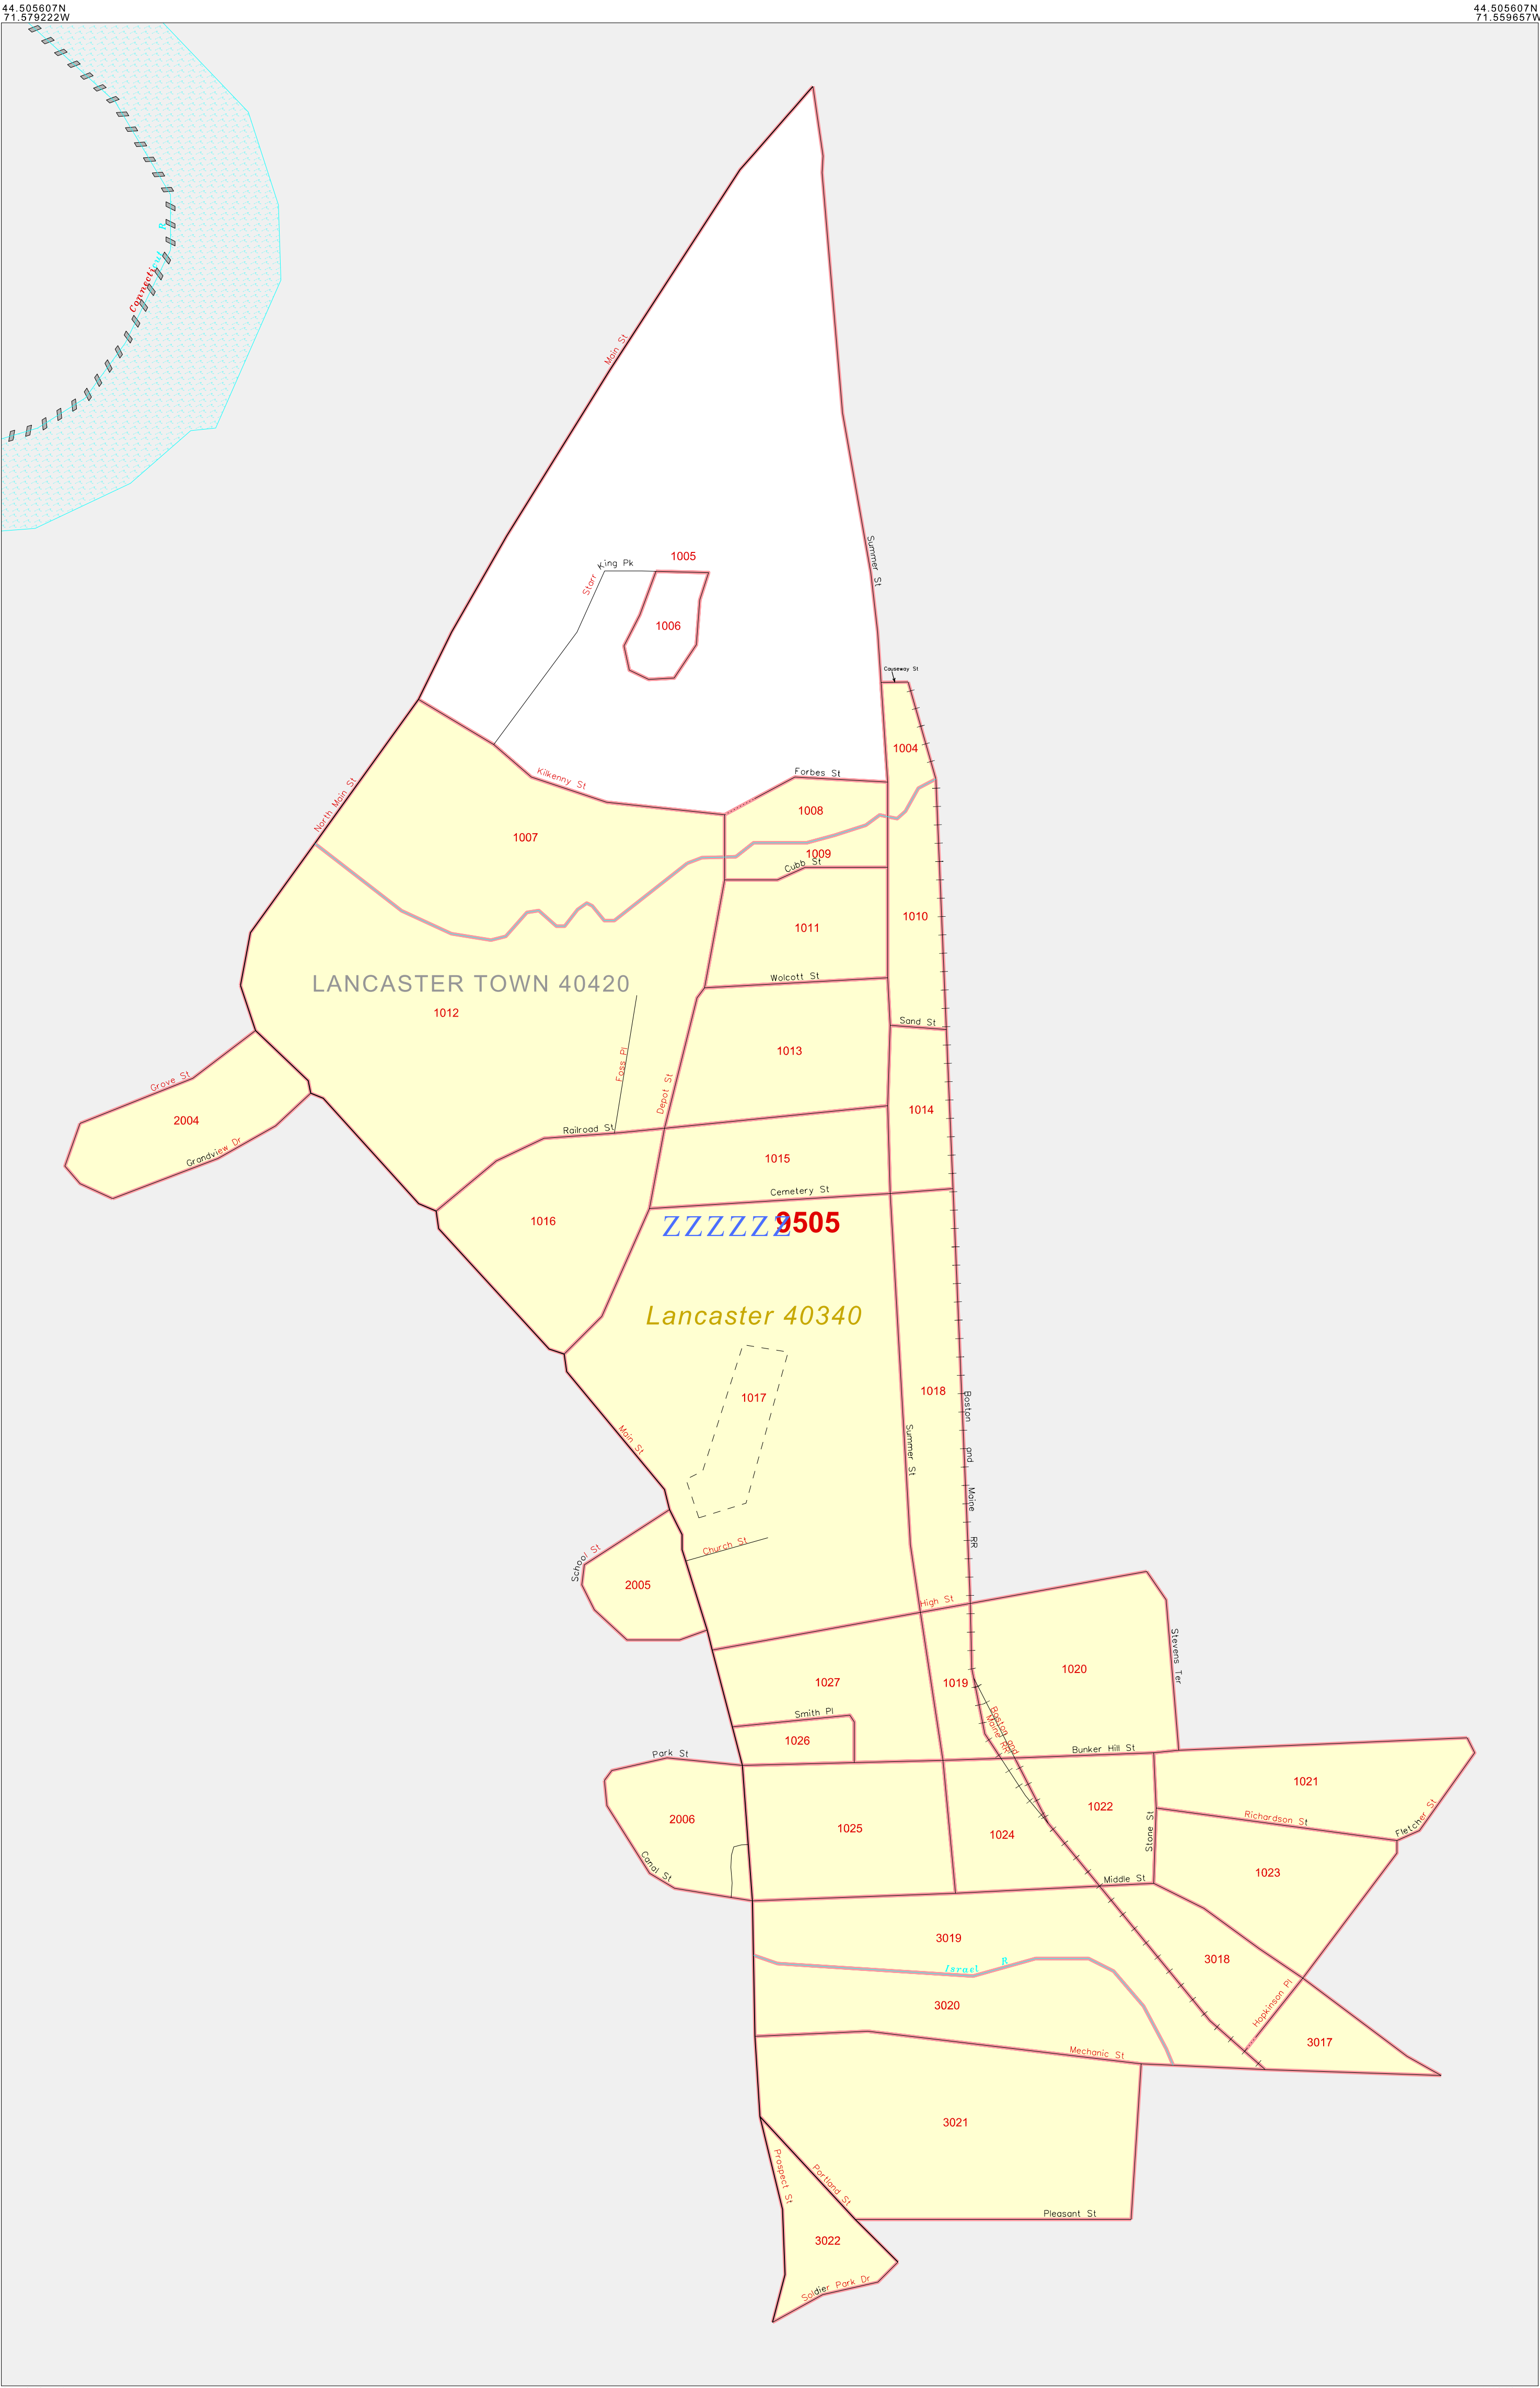 44.505607N
71.579222W
44.505607N
71.559657W
Connecticut R
Main St
Summer St
1005
King Pk
Starr
1006
Causeway St
1004
Kilkenny St
Forbes St
North Main St
1008
1007
1009
Cubb St
1010
1011
LANCASTER TOWN 40420
Wolcott St
1012
Sand St
1013
Foss Pl
Depot St
Grove St
2004
1014
Grandview Dr
Railroad St
1015
Cemetery St
1016
ZZZZZZ
9505
Lancaster 40340
1017
1018
Main St
Summer St
Boston and Maine RR
Church St
School St
2005
High St
Stevens Ter
1020
1027
1019
Smith Pl
Boston and
Maine RR
1026
Park St
Bunker Hill St
1021
2006
1022
1025
1024
Stone St
Richardson St
Fletcher St
Canal St
1023
Middle St
3019
3018
Israel R
3020
Hopkinson Pl
3017
Mechanic St
3021
Prospect St
Portland St
Pleasant St
3022
Soldier Park Dr